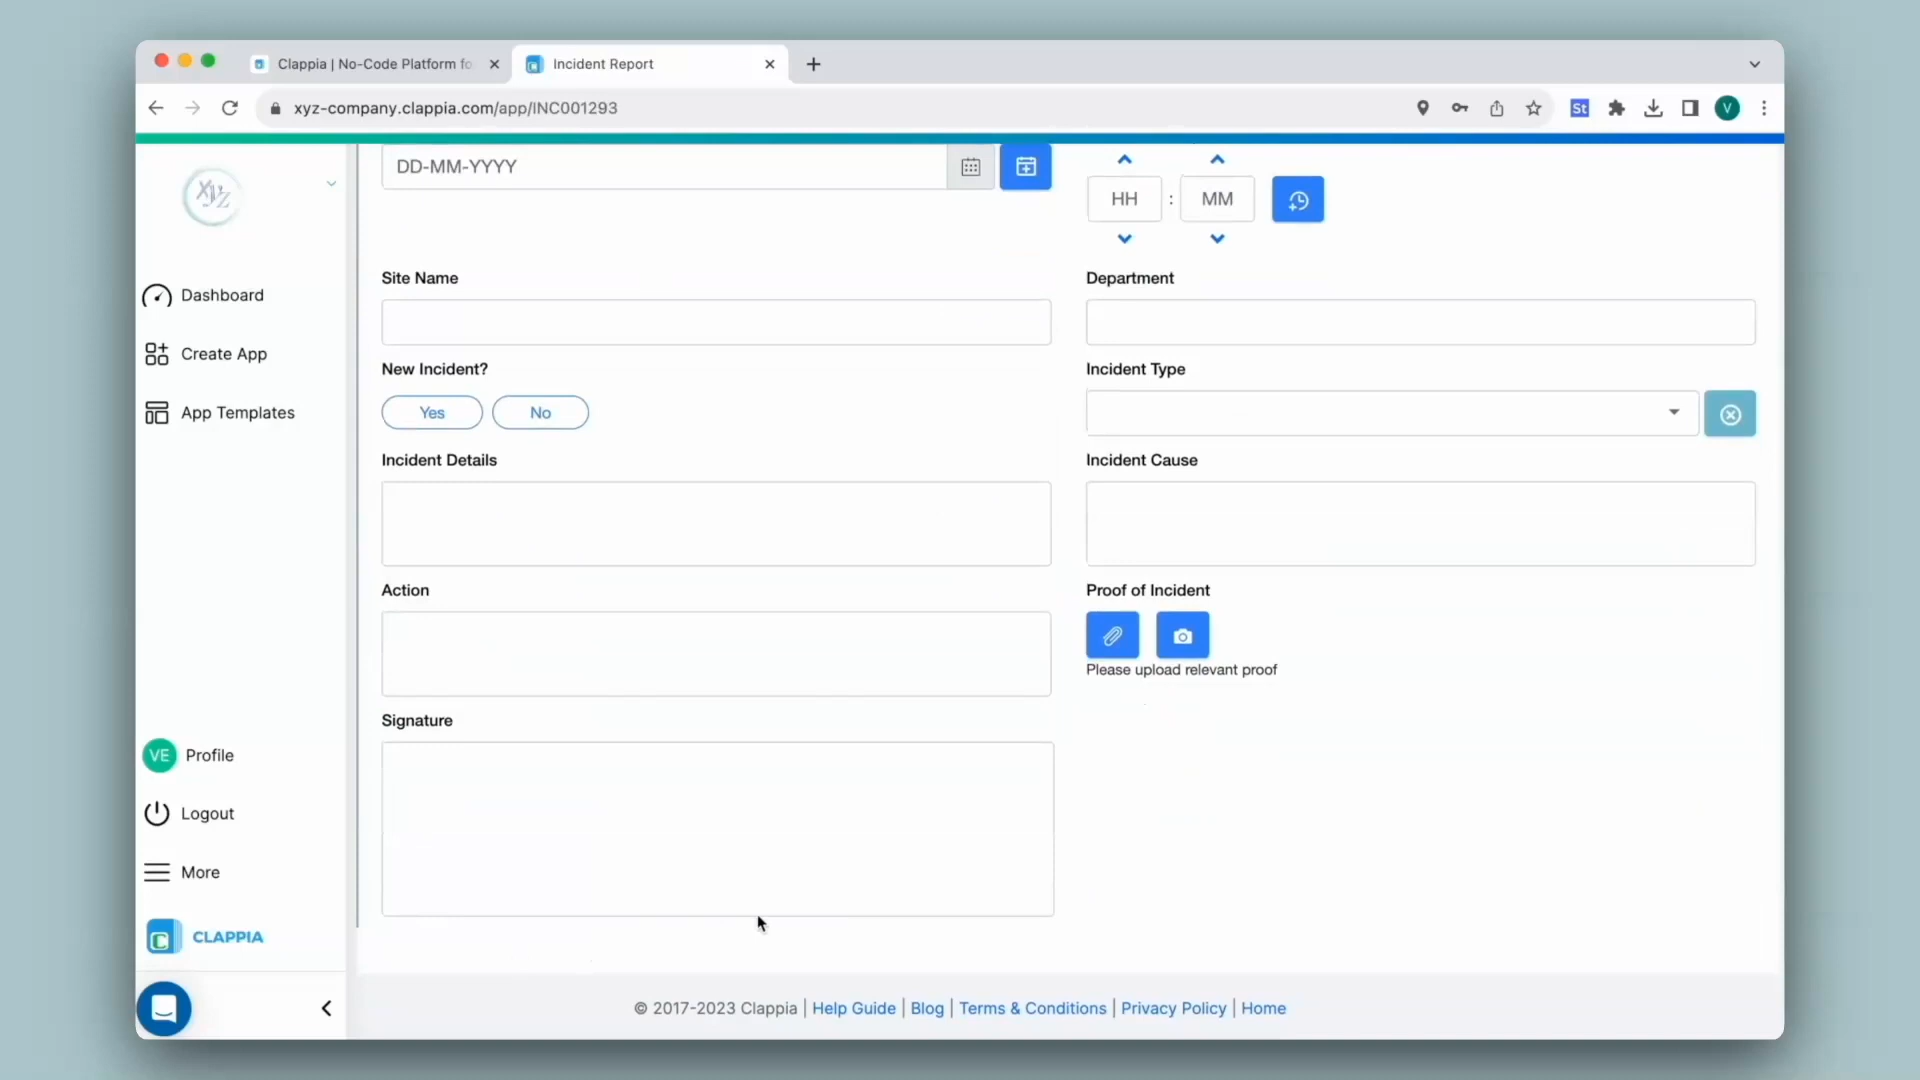 Clappia | No-Code Platform fo
Incident Report
xyz-company.clappia.com/app/INC001293
St
V
XYZ
DD-MM-YYYY
HH : MM
Dashboard
Create App
App Templates
Site Name
Department
New Incident?
Incident Type
Yes
No
Incident Details
Incident Cause
Action
Proof of Incident
Please upload relevant proof
Signature
VE
Profile
Logout
More
CLAPPIA
© 2017-2023 Clappia | Help Guide | Blog | Terms & Conditions | Privacy Policy | Home